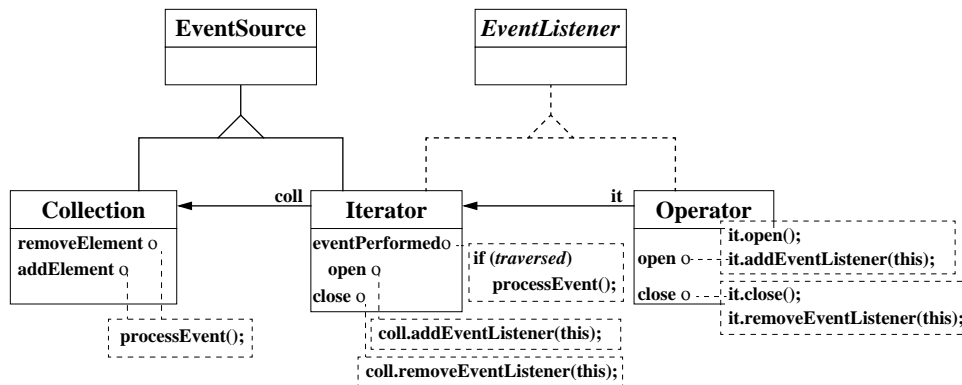 EventSource
EventListener
coll
it
Collection
removeElement
addElement
processEvent();
Iterator
eventPerformed
open
close
if (traversed)
processEvent();
coll.addEventListener(this);
coll.removeEventListener(this);
Operator
open
close
it.open();
it.addEventListener(this);
it.close();
it.removeEventListener(this);